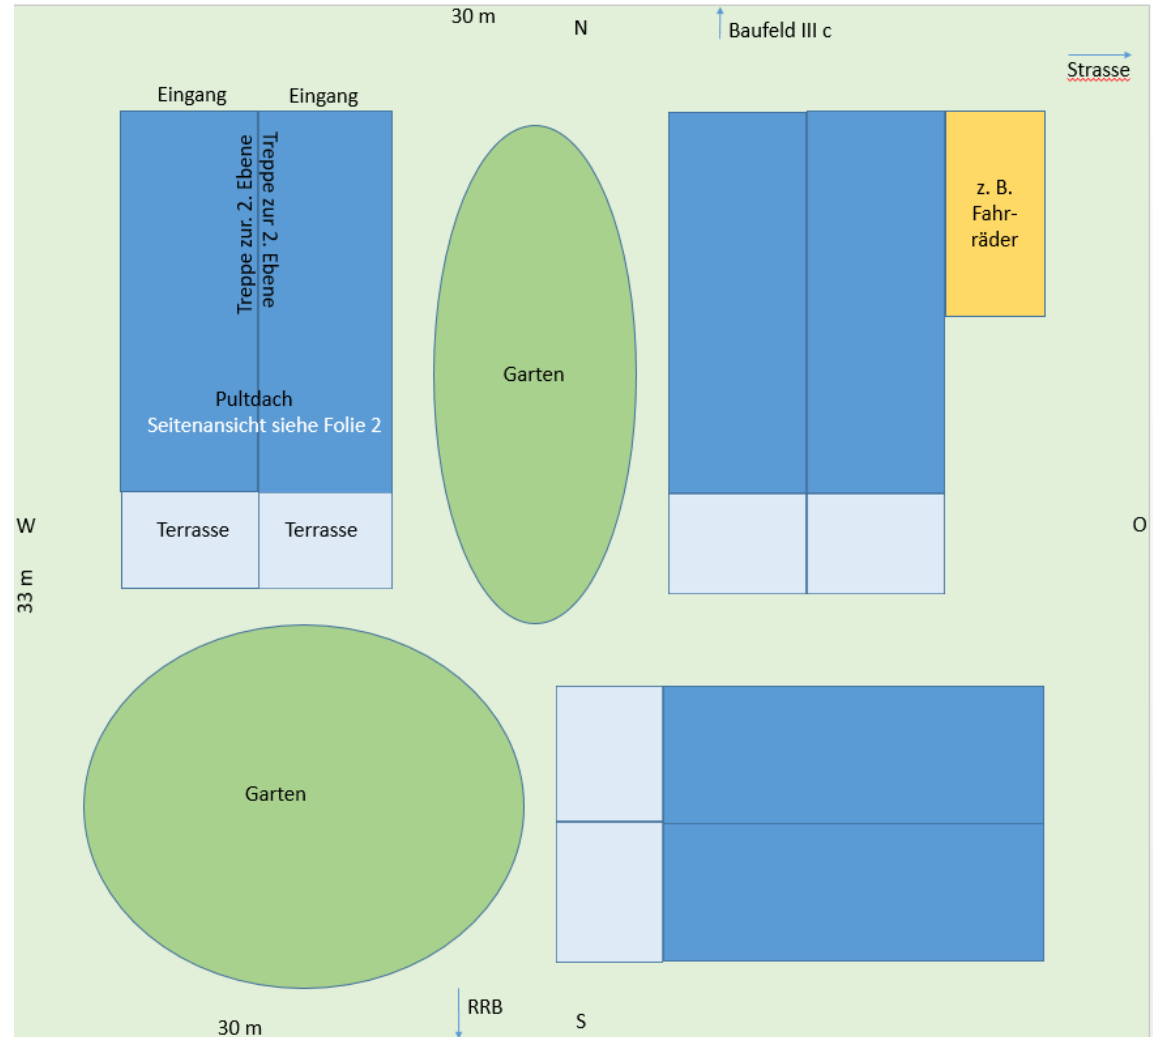 30 m
N
Baufeld III c
Strasse
Eingang
Eingang
Treppe zur. 2. Ebene
Treppe zur 2. Ebene
z. B.
Fahr-
räder
Garten
Pultdach
Seitenansicht siehe Folie 2
W
O
Terrasse
Terrasse
33 m
Garten
RRB
S
30 m